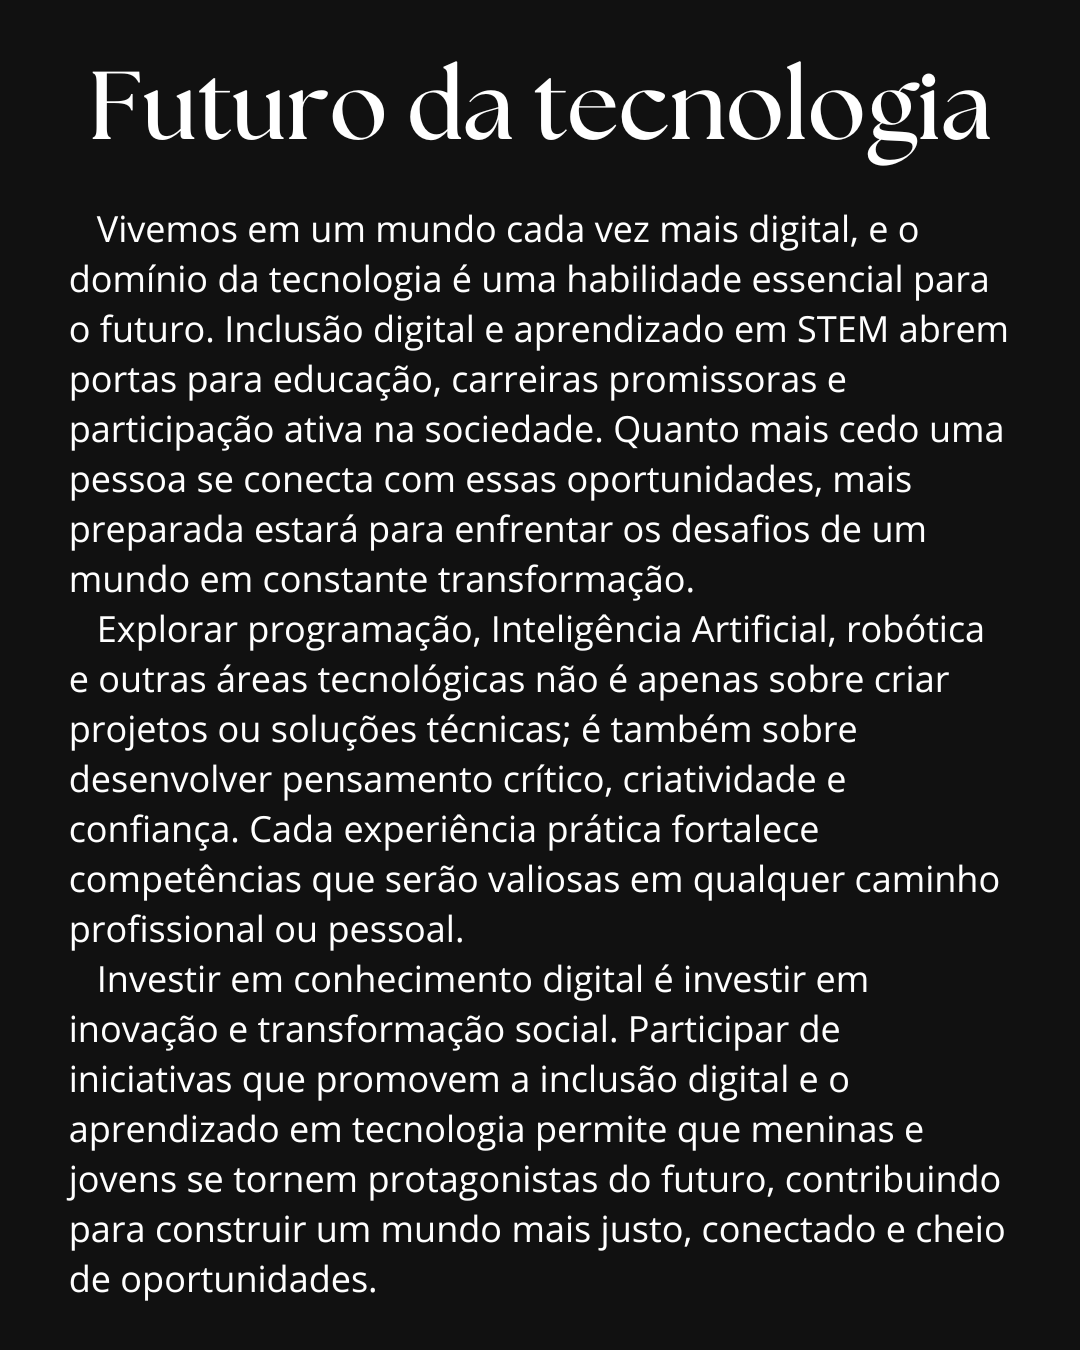 Futuro da tecnologia
Vivemos em um mundo cada vez mais digital, e o
domínio da tecnologia é uma habilidade essencial para
o futuro. Inclusão digital e aprendizado em STEM abrem
portas para educação, carreiras promissoras e
participação ativa na sociedade. Quanto mais cedo uma
pessoa se conecta com essas oportunidades, mais
preparada estará para enfrentar os desafios de um
mundo em constante transformação.
Explorar programação, Inteligência Artificial, robótica
e outras áreas tecnológicas não é apenas sobre criar
projetos ou soluções técnicas; é também sobre
desenvolver pensamento crítico, criatividade e
confiança. Cada experiência prática fortalece
competências que serão valiosas em qualquer caminho
profissional ou pessoal.
Investir em conhecimento digital é investir em
inovação e transformação social. Participar de
iniciativas que promovem a inclusão digital e o
aprendizado em tecnologia permite que meninas e
jovens se tornem protagonistas do futuro, contribuindo
para construir um mundo mais justo, conectado e cheio
de oportunidades.